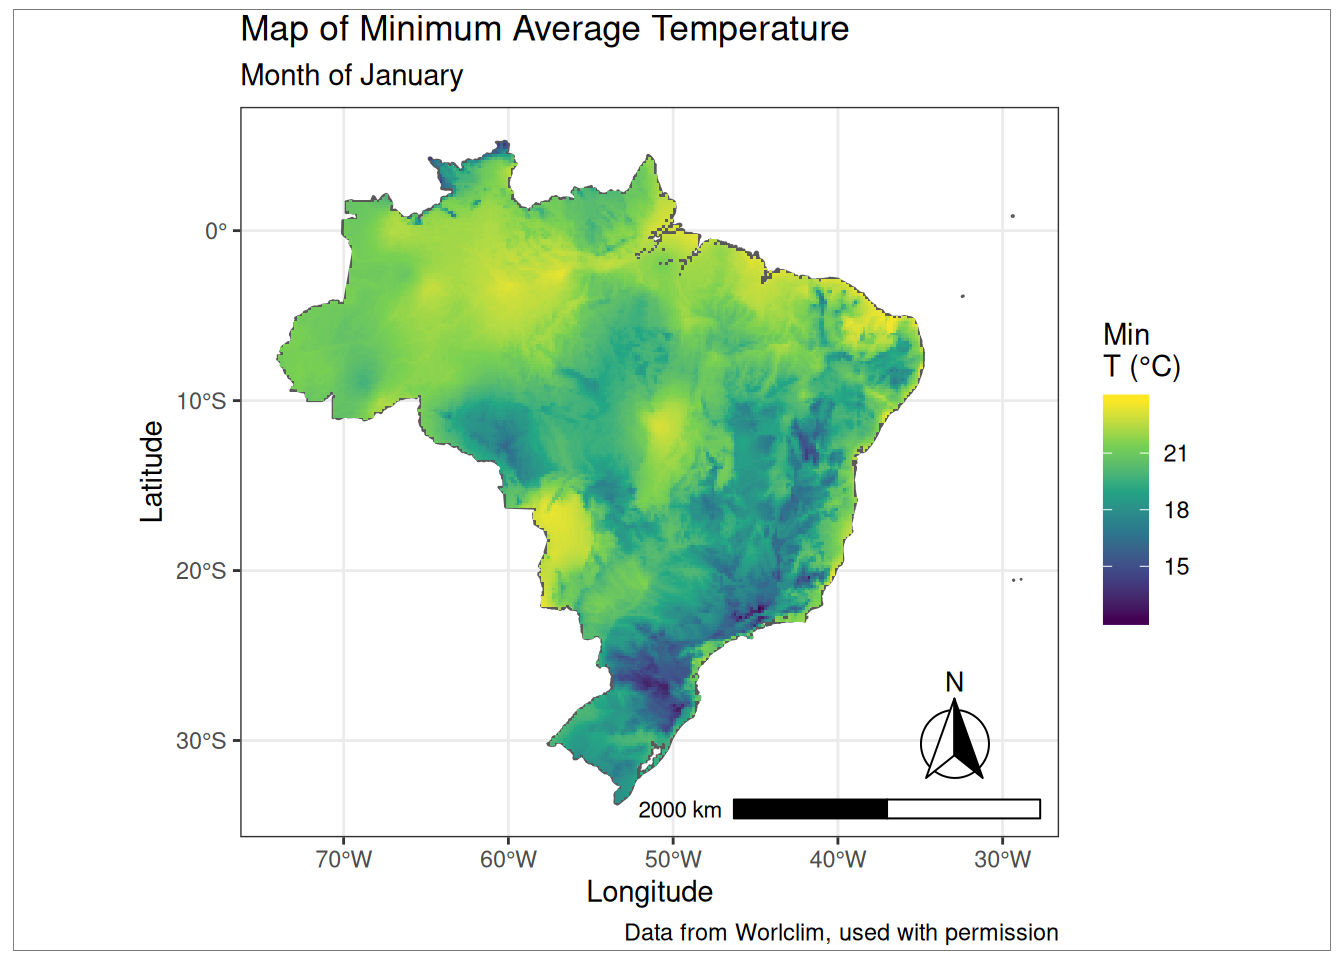 Map of Minimum Average Temperature
Month of January
Min
T (°C)
21
18
15
Latitude
0°
10°S
20°S
30°S
N
2000 km
70°W
60°W
50°W
40°W
30°W
Longitude
Data from Worlclim, used with permission